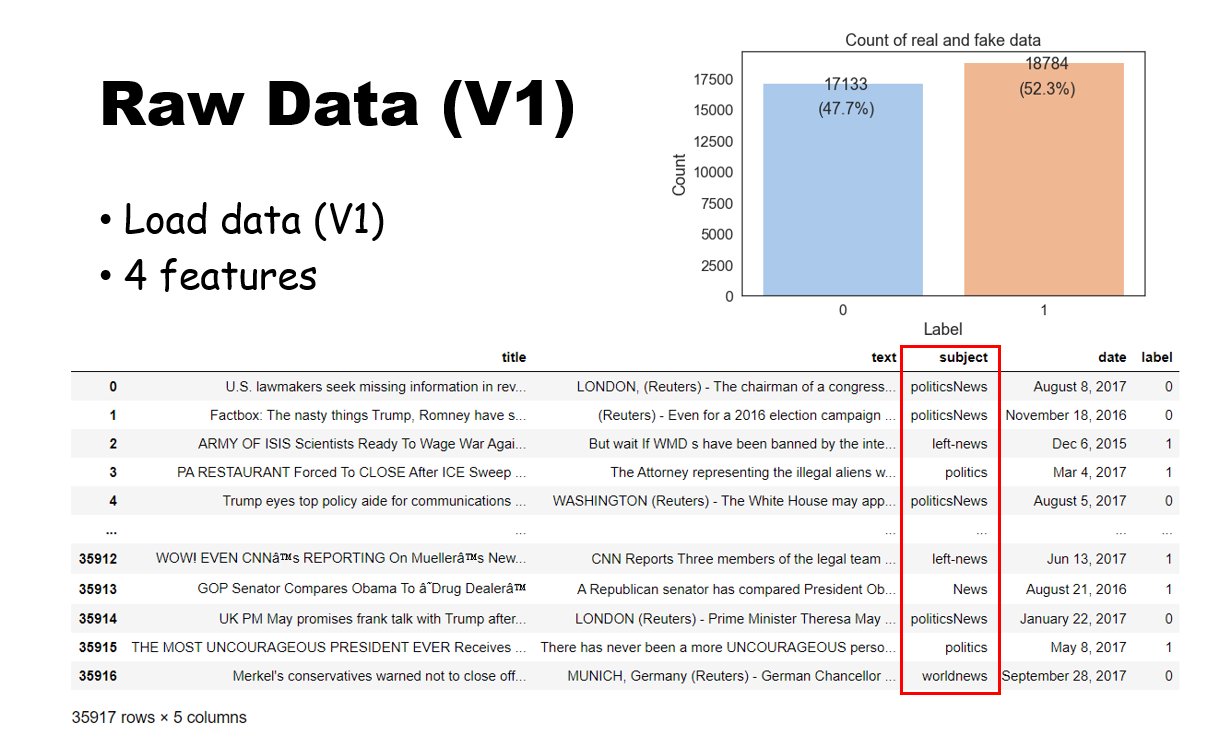 Raw Data (V1)
• Load data (V1)
• 4 features
Count of real and fake data
17133
(47.7%)
18784
(52.3%)
17500
15000
12500
10000
7500
5000
2500
0
Count
0 1
Label
title text subject date label
0 U.S. lawmakers seek missing information in rev... LONDON, (Reuters) - The chairman of a congress... politicsNews August 8, 2017 0
1 Factbox: The nasty things Trump, Romney have s... (Reuters) - Even for a 2016 election campaign ... politicsNews November 18, 2016 0
2 ARMY OF ISIS Scientists Ready To Wage War Agai... But wait If WMD s have been banned by the inte... left-news Dec 6, 2015 1
3 PA RESTAURANT Forced To CLOSE After ICE Sweep ... The Attorney representing the illegal aliens w... politics Mar 4, 2017 1
4 Trump eyes top policy aide for communications ... WASHINGTON (Reuters) - The White House may app... politicsNews August 5, 2017 0
... ... ... ... ... ...
35912 WOW! EVEN CNNâ™s REPORTING On Muellerâ™s New... CNN Reports Three members of the legal team ... left-news Jun 13, 2017 1
35913 GOP Senator Compares Obama To â˜Drug Dealerâ™ A Republican senator has compared President Ob... News August 21, 2016 1
35914 UK PM May promises frank talk with Trump after... LONDON (Reuters) - Prime Minister Theresa May ... politicsNews January 22, 2017 0
35915 THE MOST UNCOURAGEOUS PRESIDENT EVER Receives ... There has never been a more UNCOURAGEOUS perso... politics May 8, 2017 1
35916 Merkel's conservatives warned not to close off... MUNICH, Germany (Reuters) - German Chancellor ... worldnews September 28, 2017 0
35917 rows × 5 columns